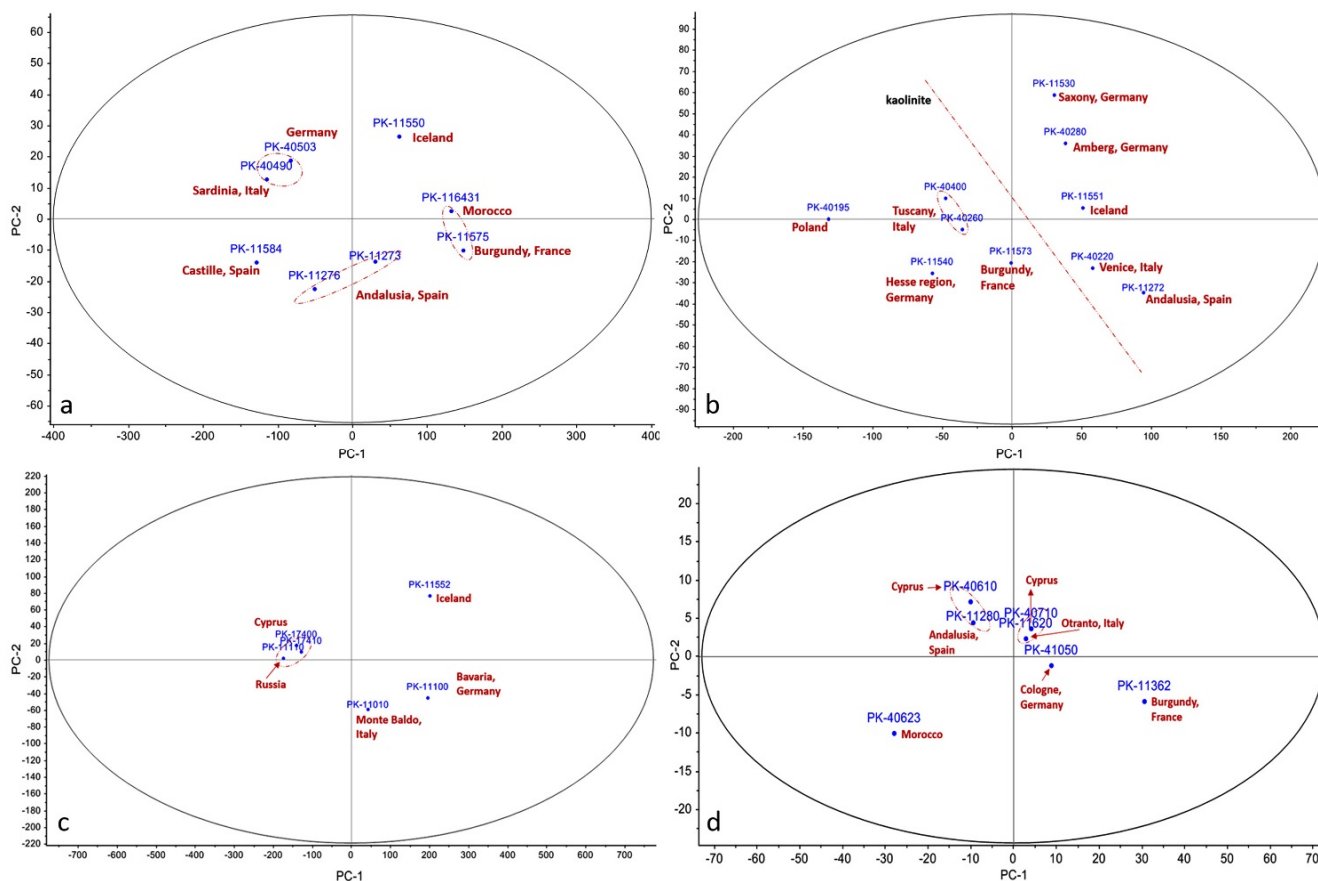 60
50
40
30
20
10
0
-10
-20
-30
-40
-50
-60
PC-2
-400
-300
-200
-100
0
100
200
300
400
PC-1
PK-11550
Iceland
Germany
PK-40503
PK-40490
Sardinia, Italy
PK-116431
Morocco
PK-11575
Burgundy, France
PK-11584
Castille, Spain
PK-11273
PK-11276
Andalusia, Spain
a
90
80
70
60
50
40
30
20
10
0
-10
-20
-30
-40
-50
-60
-70
-80
-90
PC-2
-200
-150
-100
-50
0
50
100
150
200
PC-1
kaolinite
PK-11530
Saxony, Germany
PK-40280
Amberg, Germany
PK-40400
PK-11551
PK-40195
Tuscany,
Italy
PK-40260
Iceland
Poland
PK-11540
PK-11573
PK-40220
Hesse region,
Germany
Burgundy,
France
Venice, Italy
PK-11272
Andalusia, Spain
b
220
200
180
160
140
120
100
80
60
40
20
0
-20
-40
-60
-80
-100
-120
-140
-160
-180
-200
-220
PC-2
-700
-600
-500
-400
-300
-200
-100
0
100
200
300
400
500
600
700
PC-1
PK-11552
Iceland
Cyprus
PK-17400
PK-17410
PK-11110
Russia
Bavaria,
Germany
PK-11100
PK-11010
Monte Baldo,
Italy
c
20
15
10
5
0
-5
-10
-15
-20
PC-2
-70
-60
-50
-40
-30
-20
-10
0
10
20
30
40
50
60
70
PC-1
Cyprus
PK-40610
Cyprus
PK-11280
PK-40710
PK-11620
Otranto, Italy
Andalusia,
Spain
PK-41050
Cologne,
Germany
PK-11362
Burgundy,
France
PK-40623
Morocco
d